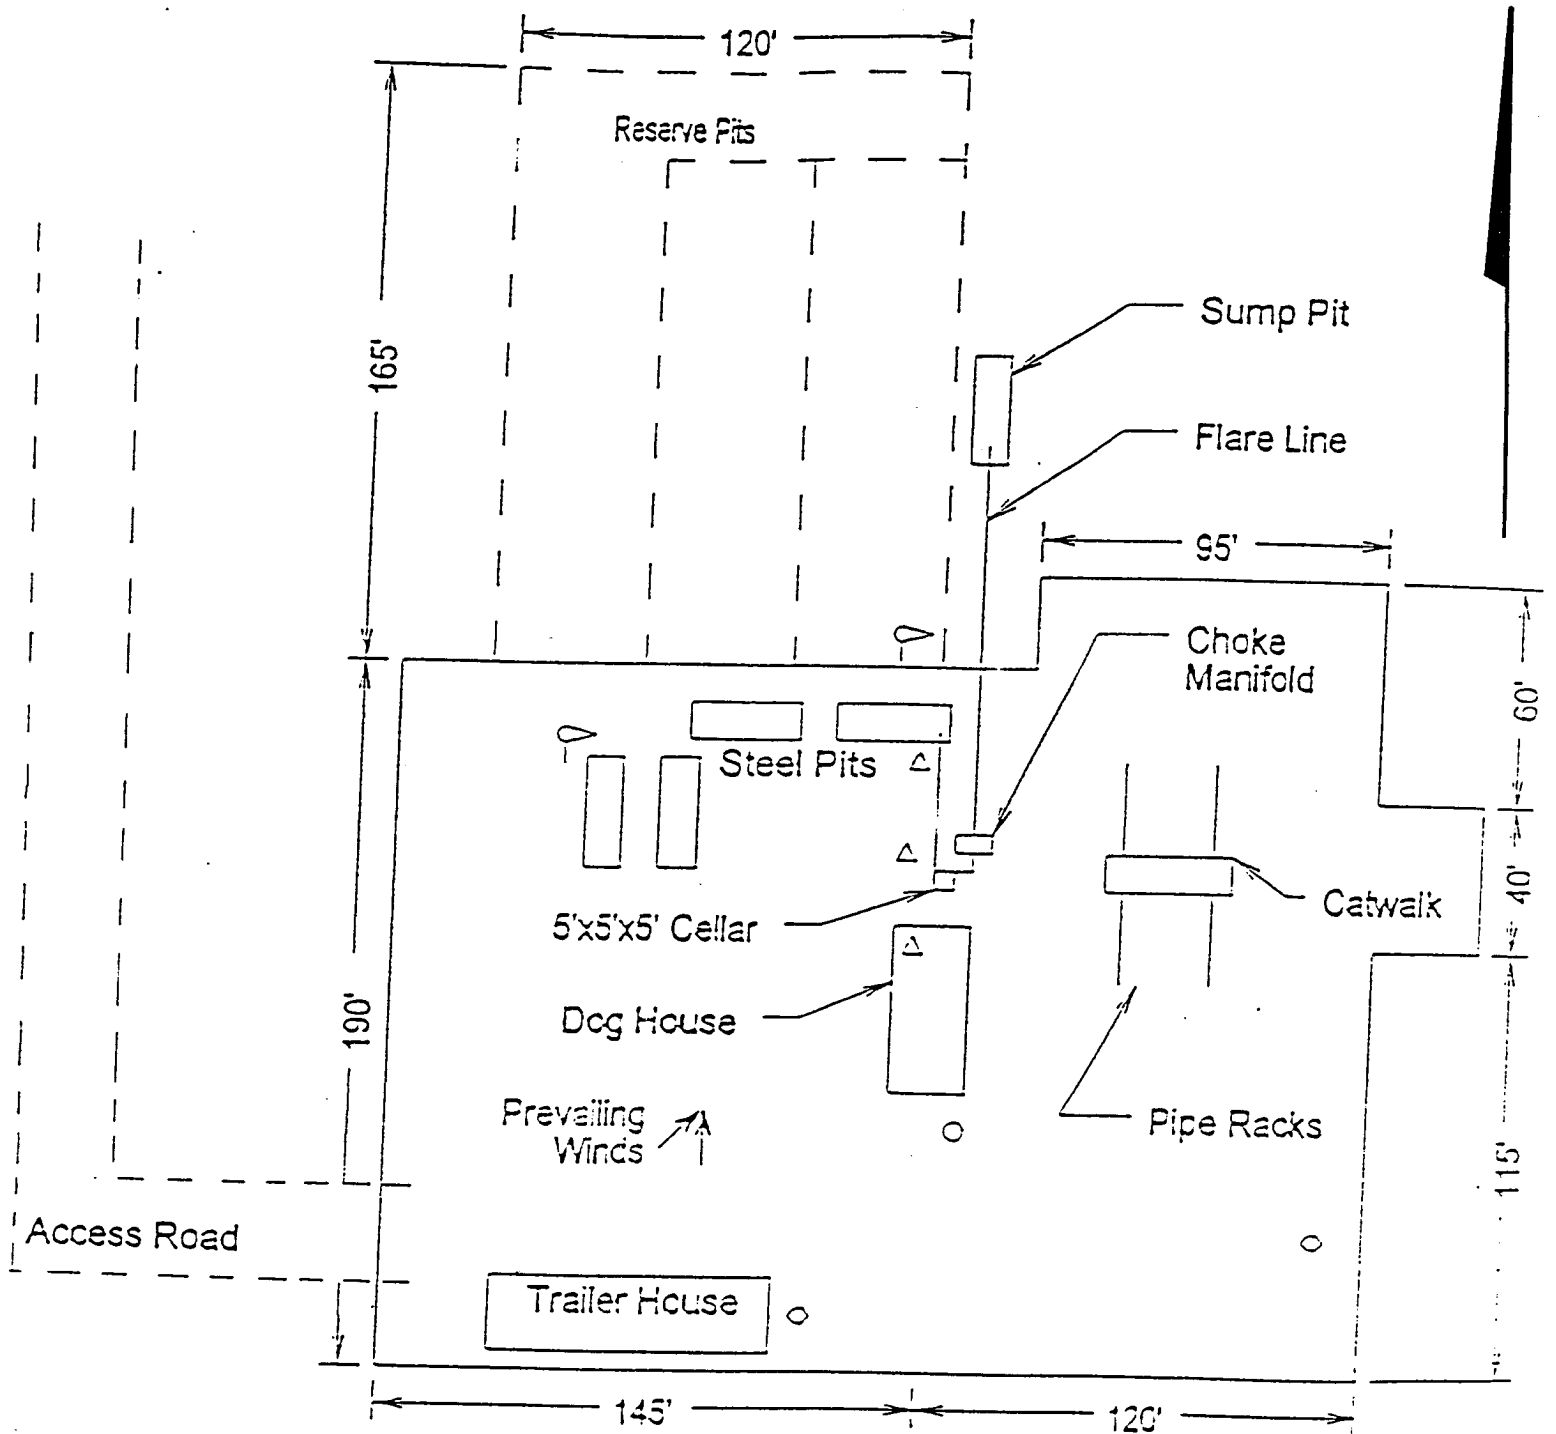 120'
Reserve Pits
165'
Sump Pit
Flare Line
95'
Choke
Manifold
60'
Steel Pits
40'
Catwalk
5'x5'x5' Cellar
190'
Dog House
Prevailing
Winds
Pipe Racks
115'
Access Road
Trailer House
145'
120'